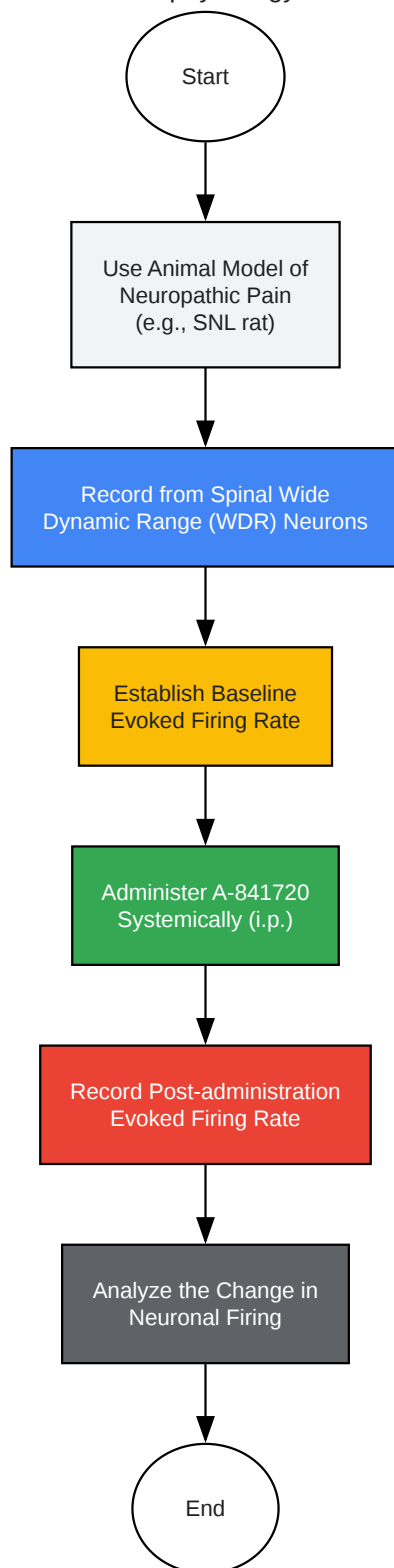 Start
Use Animal Model of
Neuropathic Pain
(e.g., SNL rat)
Record from Spinal Wide
Dynamic Range (WDR) Neurons
Establish Baseline
Evoked Firing Rate
Administer A-841720
Systemically (i.p.)
Record Post-administration
Evoked Firing Rate
Analyze the Change in
Neuronal Firing
End